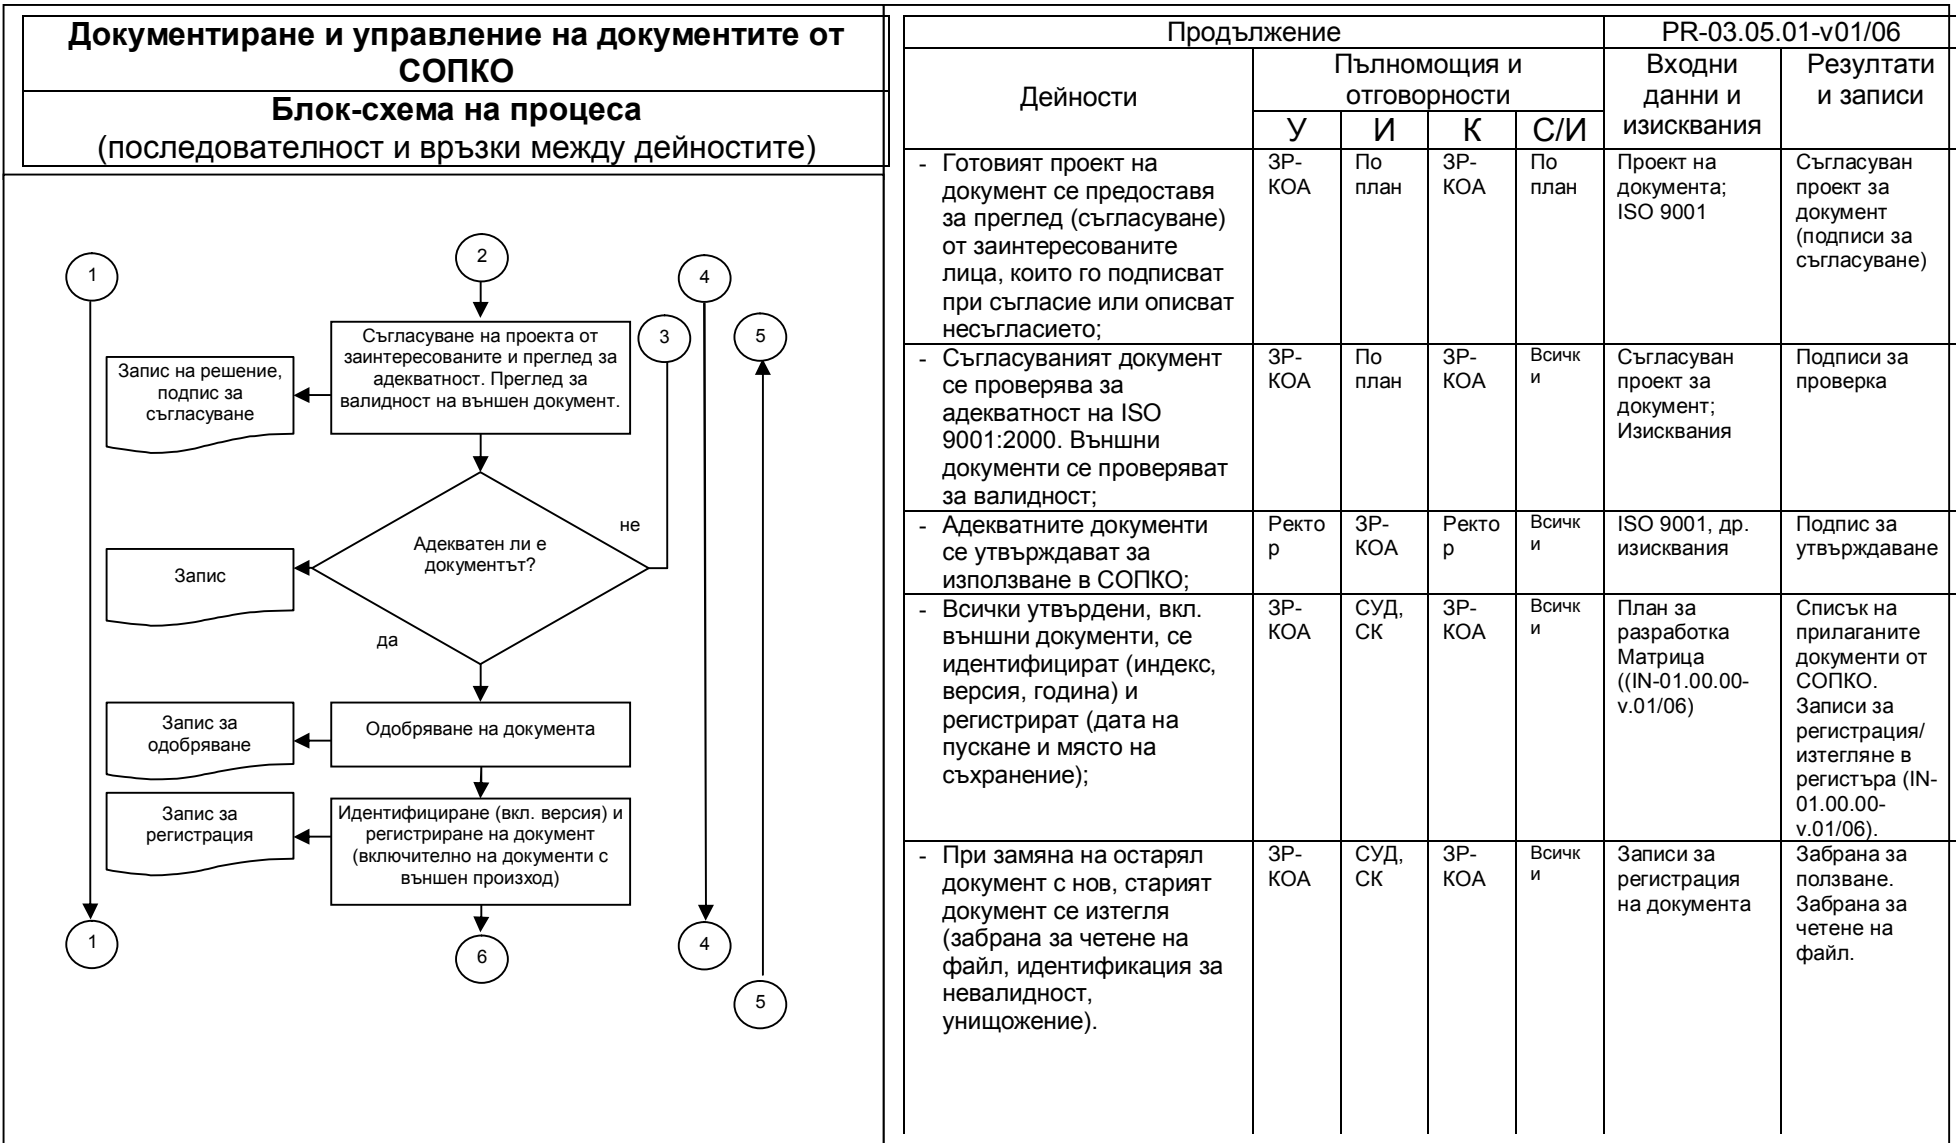 Документиране и управление на документите от
СОПКО
Блок-схема на процеса
(последователност и връзки между дейностите)
1
2
4
3
5
Съгласуване на проекта от
заинтересованите и преглед за
адекватност. Преглед за
валидност на външен документ.
Запис на решение,
подпис за
съгласуване
не
Адекватен ли е
документът?
Запис
да
Запис за
одобряване
Одобряване на документа
Запис за
регистрация
Идентифициране (вкл. версия) и
регистриране на документ
(включително на документи с
външен произход)
1
6
4
5
Продължение
PR-03.05.01-v01/06
Дейности
Пълномощия и
отговорности
Входни
данни и
изисквания
Резултати
и записи
У
И
К
С/И
- Готовият проект на
документ се предоставя
за преглед (съгласуване)
от заинтересованите
лица, които го подписват
при съгласие или описват
несъгласието;
ЗР-
КОА
По
план
ЗР-
КОА
По
план
Проект на
документа;
ISO 9001
Съгласуван
проект за
документ
(подписи за
съгласуване)
- Съгласуваният документ
се проверява за
адекватност на ISO
9001:2000. Външни
документи се проверяват
за валидност;
ЗР-
КОА
По
план
ЗР-
КОА
Всичк
и
Съгласуван
проект за
документ;
Изисквания
Подписи за
проверка
- Адекватните документи
се утвърждават за
използване в СОПКО;
Ректо
р
ЗР-
КОА
Ректо
р
Всичк
и
ISO 9001, др.
изисквания
Подпис за
утвърждаване
- Всички утвърдени, вкл.
външни документи, се
идентифицират (индекс,
версия, година) и
регистрират (дата на
пускане и място на
съхранение);
ЗР-
КОА
СУД,
СК
ЗР-
КОА
Всичк
и
План за
разработка
Матрица
((IN-01.00.00-
v.01/06)
Списък на
прилаганите
документи от
СОПКО.
Записи за
регистрация/
изтегляне в
регистъра (IN-
01.00.00-
v.01/06).
- При замяна на остарял
документ с нов, старият
документ се изтегля
(забрана за четене на
файл, идентификация за
невалидност,
унищожение).
ЗР-
КОА
СУД,
СК
ЗР-
КОА
Всичк
и
Записи за
регистрация
на документа
Забрана за
ползване.
Забрана за
четене на
файл.